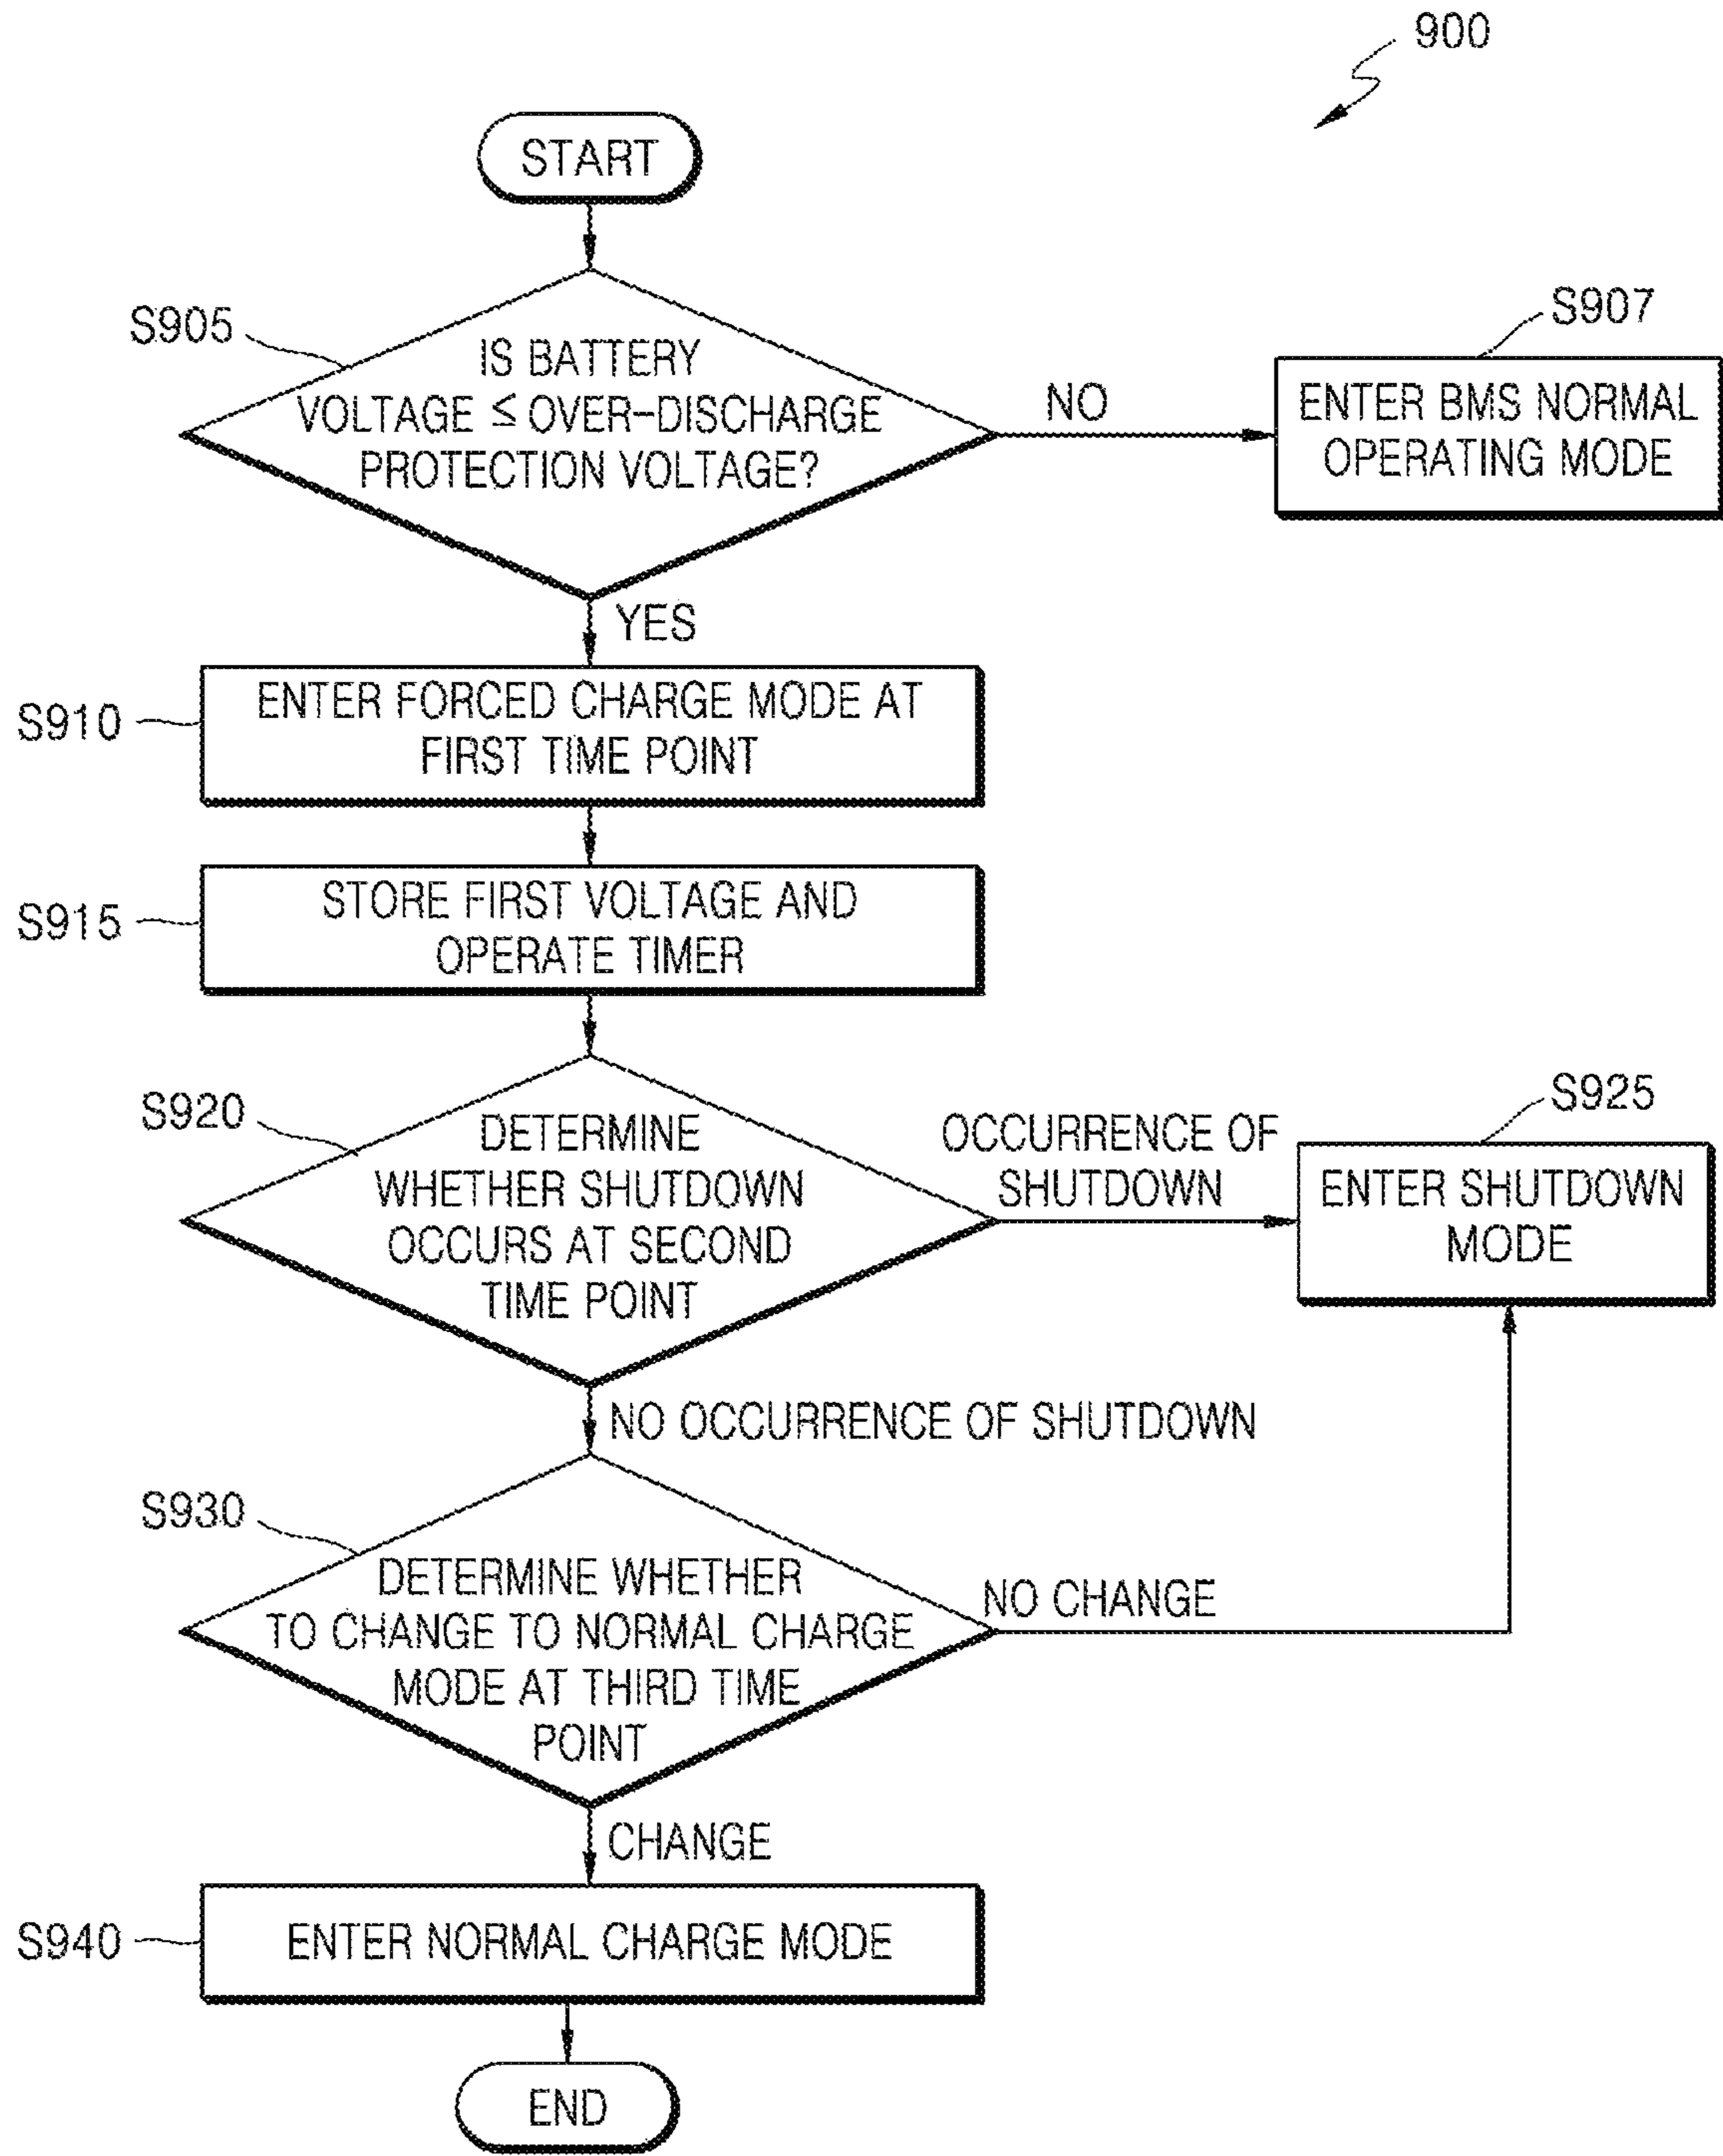 900
START
S905
IS BATTERY
VOLTAGE ≤ OVER-DISCHARGE
PROTECTION VOLTAGE?
NO
S907
ENTER BMS NORMAL
OPERATING MODE
YES
S910
ENTER FORCED CHARGE MODE AT
FIRST TIME POINT
S915
STORE FIRST VOLTAGE AND
OPERATE TIMER
S920
DETERMINE
WHETHER SHUTDOWN
OCCURS AT SECOND
TIME POINT
OCCURRENCE OF
SHUTDOWN
S925
ENTER SHUTDOWN
MODE
NO OCCURRENCE OF SHUTDOWN
S930
DETERMINE WHETHER
TO CHANGE TO NORMAL CHARGE
MODE AT THIRD TIME
POINT
NO CHANGE
CHANGE
S940
ENTER NORMAL CHARGE MODE
END